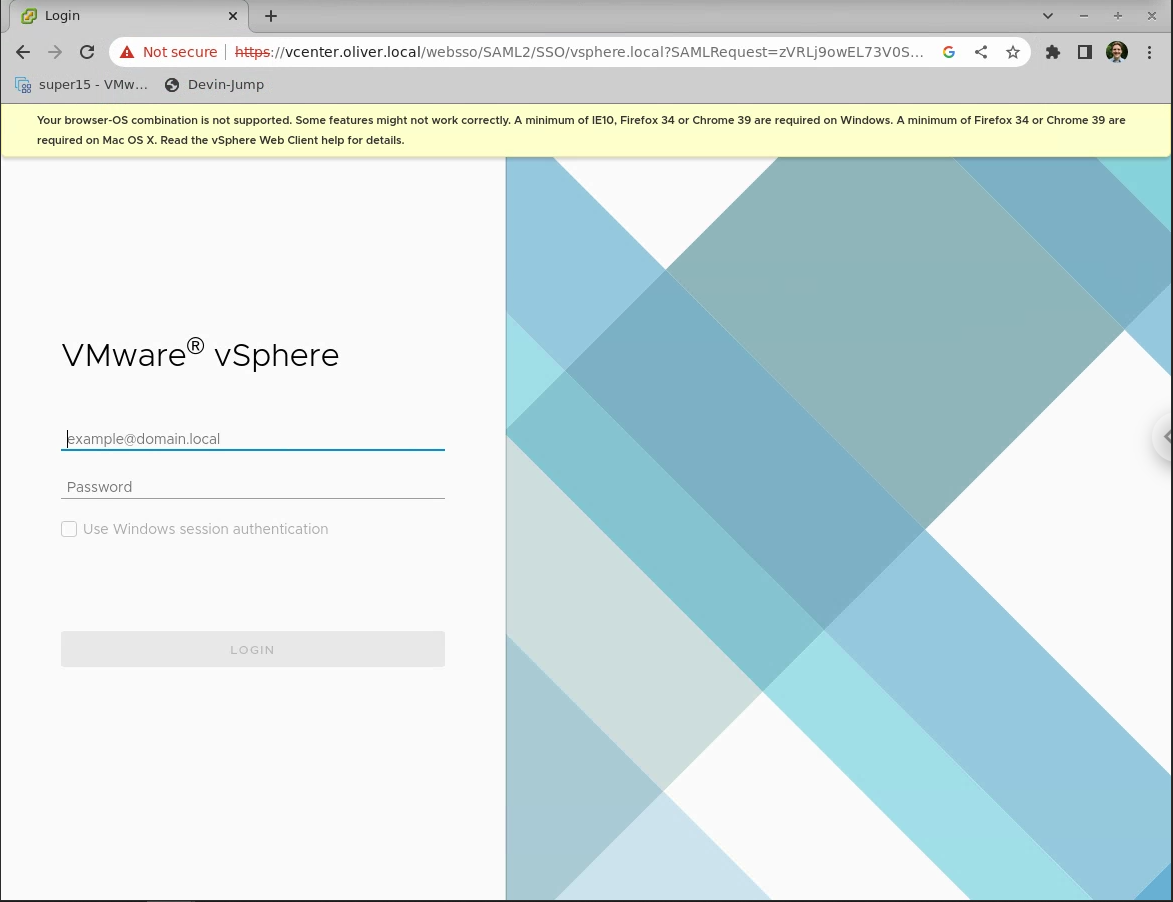 Login
Not secure https://vcenter.oliver.local/websso/SAML2/SSO/vsphere.local?SAMLRequest=zVRLj9owEL73V0S...
super15 - VMw... Devin-Jump
Your browser-OS combination is not supported. Some features might not work correctly. A minimum of IE10, Firefox 34 or Chrome 39 are required on Windows. A minimum of Firefox 34 or Chrome 39 are
required on Mac OS X. Read the vSphere Web Client help for details.
VMware® vSphere
example@domain.local
Password
Use Windows session authentication
LOGIN